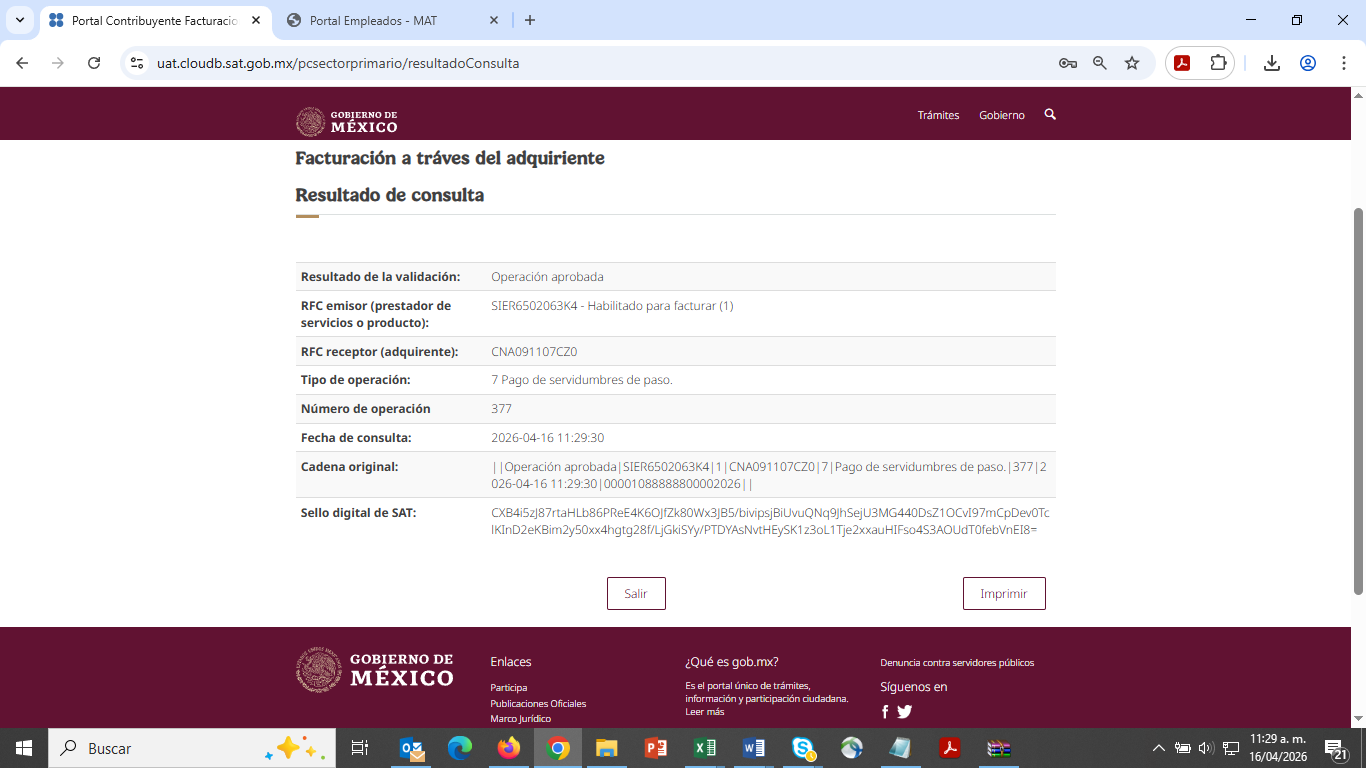 Portal Contribuyente Facturacio
Portal Empleados - MAT
uat.cloudb.sat.gob.mx/pcsectorprimario/resultadoConsulta
GOBIERNO DE
MÉXICO
Trámites
Gobierno
Facturación a tráves del adquiriente
Resultado de consulta
Resultado de la validación:
Operación aprobada
RFC emisor (prestador de
servicios o producto):
SIER6502063K4 - Habilitado para facturar (1)
RFC receptor (adquirente):
CNA091107CZ0
Tipo de operación:
7 Pago de servidumbres de paso.
Número de operación
377
Fecha de consulta:
2026-04-16 11:29:30
Cadena original:
||Operación aprobada|SIER6502063K4|1|CNA091107CZ0|7|Pago de servidumbres de paso.|377|2
026-04-16 11:29:30|00001088888800002026||
Sello digital de SAT:
CXB4i5zJ87rtaHLb86PReE4K6OJfZk80Wx3JB5/bivipsjBiUvuQNq9JhSejU3MG440DsZ1OCvI97mCpDev0Tc
lKInD2eKBim2y50xx4hgtg28f/LjGkiSYy/PTDYAsNvtHEySK1z3oL1Tje2xxauHIFso4S3AOUdT0febVnEI8=
Salir
Imprimir
GOBIERNO DE
MÉXICO
Enlaces
Participa
Publicaciones Oficiales
Marco Jurídico
¿Qué es gob.mx?
Es el portal único de trámites,
información y participación ciudadana.
Leer más
Denuncia contra servidores públicos
Síguenos en
Buscar
11:29 a. m.
16/04/2026
21